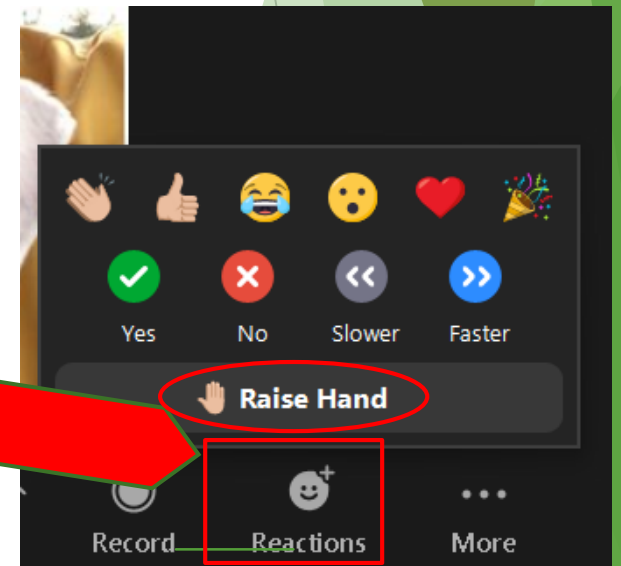 Yes No Slower Faster
Raise Hand
Record Reactions More